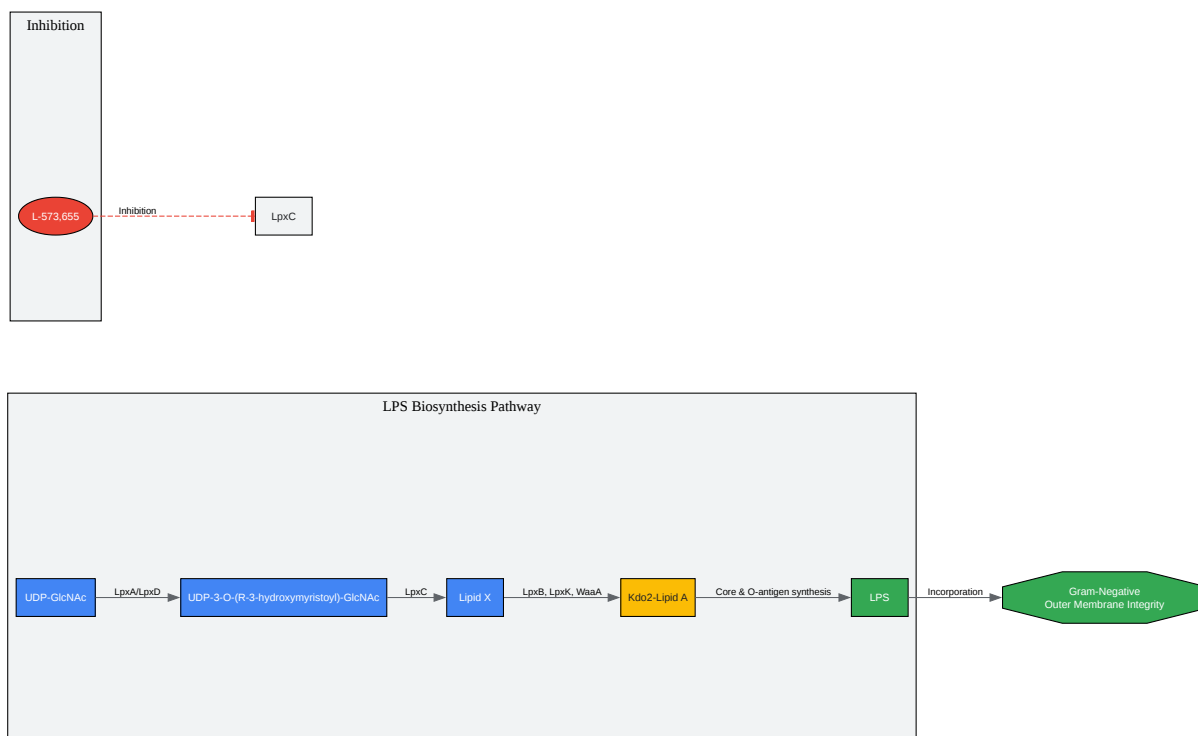 Inhibition
L-573,655
Inhibition
LpxC
LPS Biosynthesis Pathway
UDP-GlcNAc
LpxA/LpxD
UDP-3-O-(R-3-hydroxymyristoyl)-GlcNAc
LpxC
Lipid X
LpxB, LpxK, WaaA
Kdo2-Lipid A
Core & O-antigen synthesis
LPS
Incorporation
Gram-Negative
Outer Membrane Integrity